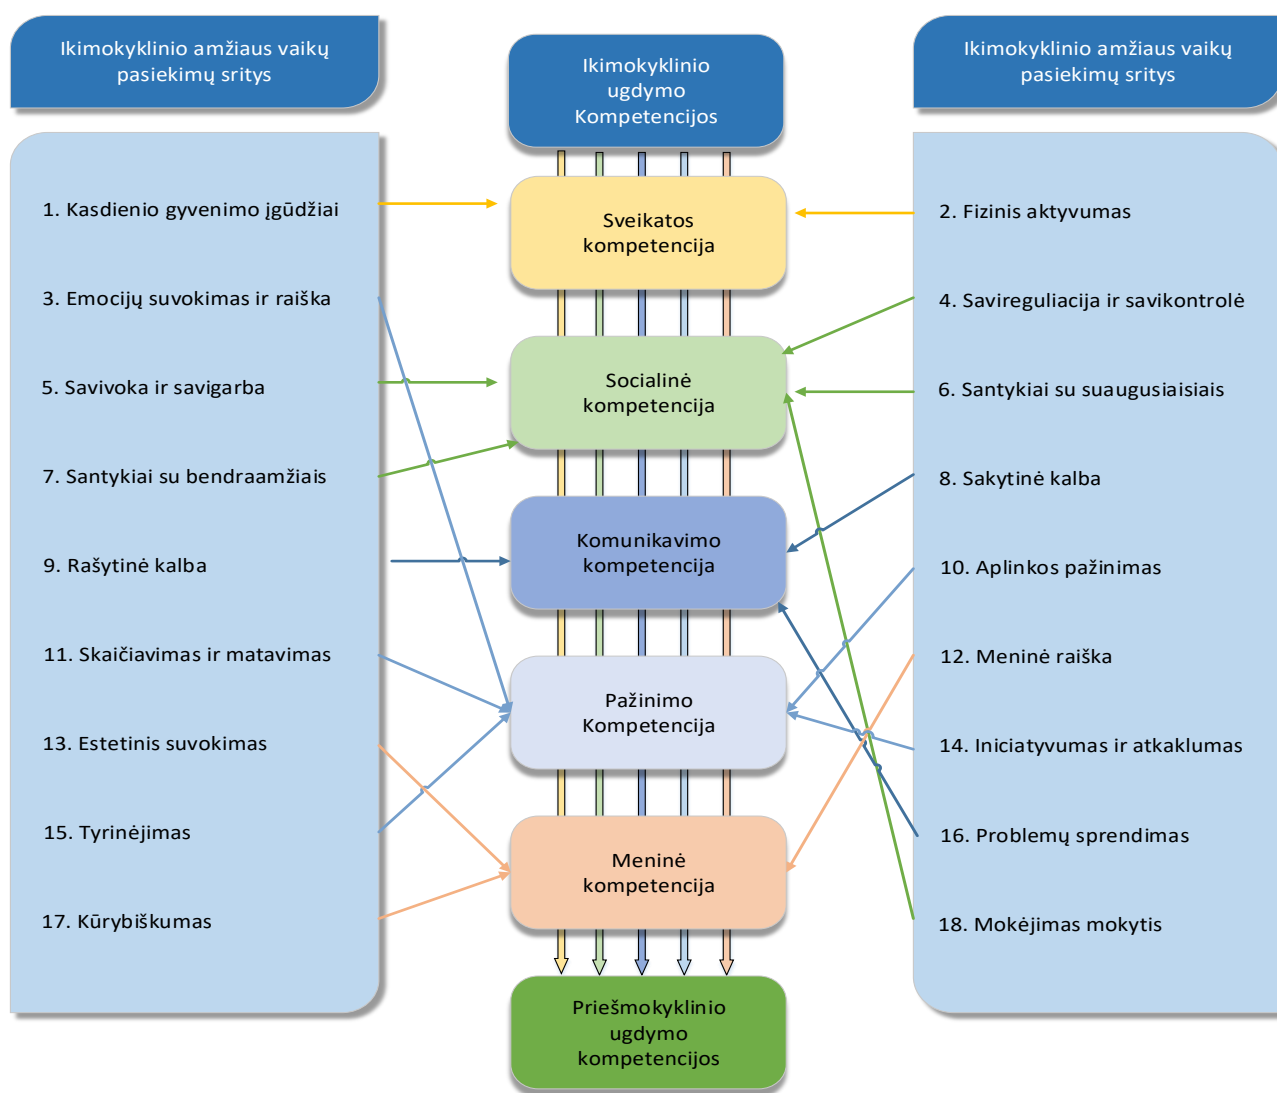 Ikimokyklinio amžiaus vaikų
pasiekimų sritys
1. Kasdienio gyvenimo įgūdžiai
3. Emocijų suvokimas ir raiška
5. Savivoka ir savigarba
7. Santykiai su bendraamžiais
9. Rašytinė kalba
11. Skaičiavimas ir matavimas
13. Estetinis suvokimas
15. Tyrinėjimas
17. Kūrybiškumas
Ikimokyklinio
ugdymo
Kompetencijos
Sveikatos
kompetencija
Socialinė
kompetencija
Komunikavimo
kompetencija
Pažinimo
Kompetencija
Meninė
kompetencija
Priešmokyklinio
ugdymo
kompetencijos
Ikimokyklinio amžiaus vaikų
pasiekimų sritys
2. Fizinis aktyvumas
4. Savireguliacija ir savikontrolė
6. Santykiai su suaugusiaisiais
8. Sakytinė kalba
10. Aplinkos pažinimas
12. Meninė raiška
14. Iniciatyvumas ir atkaklumas
16. Problemų sprendimas
18. Mokėjimas mokytis